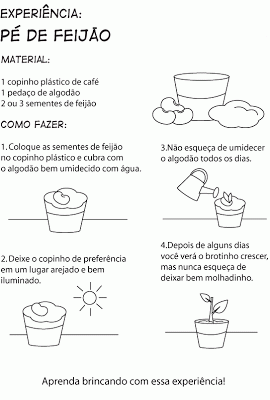 EXPERIÊNCIA:
PÉ DE FEIJÃO
MATERIAL:
1 copinho plástico de café
1 pedaço de algodão
2 ou 3 sementes de feijão
COMO FAZER:
1. Coloque as sementes de feijão
no copinho plástico e cubra com
o algodão bem umidecido com água.
2. Deixe o copinho de preferência
em um lugar arejado e bem
iluminado.
3.Não esqueça de umidecer
o algodão todos os dias.
4.Depois de alguns dias
você verá o brotinho crescer,
mas nunca esqueça de
deixar bem molhadinho.
Aprenda brincando com essa experiência!